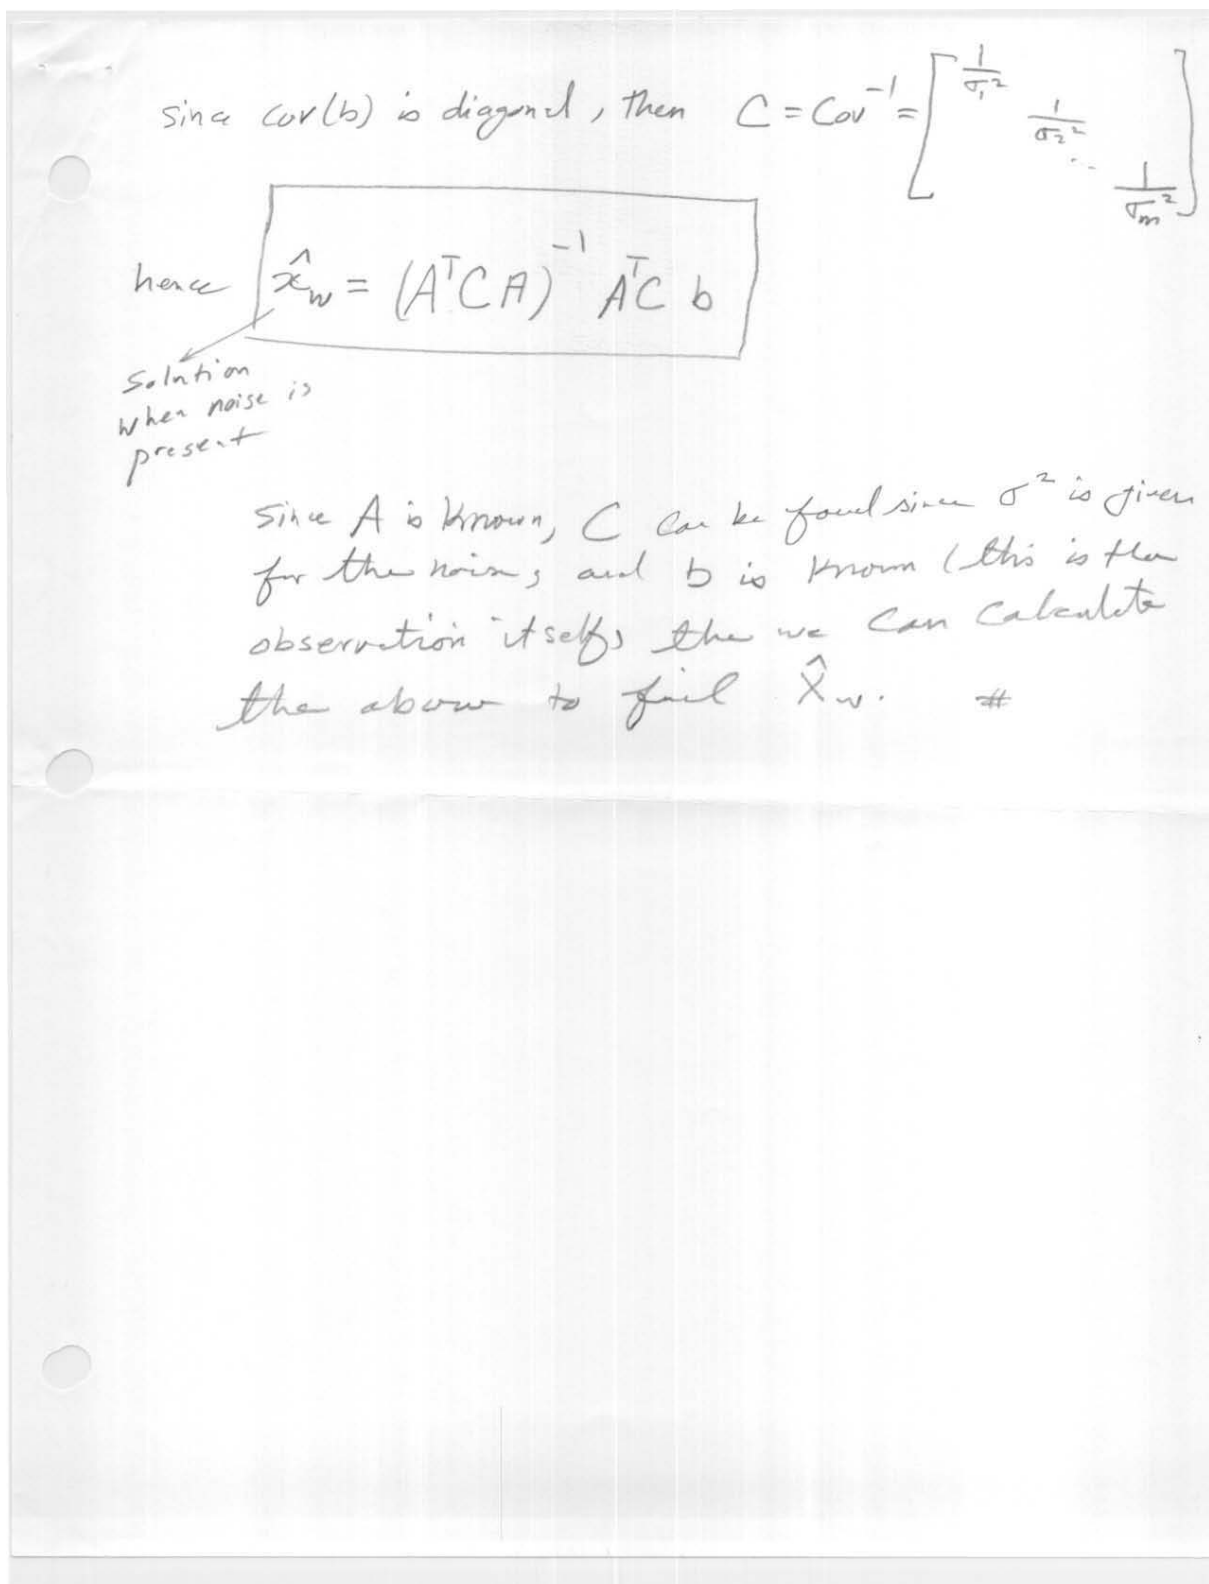 since cov(b) is diagonal, then C = Cov⁻¹ = [ 1/σ₁² 1/σ₂² ... 1/σₘ² ]
hence x̂_w = (AᵀCA)⁻¹ AᵀC b
solution
when noise is
present
Since A is known, C can be found since σ² is given
for the noise, and b is known (this is the
observation itself, the we can calculate
the above to find x̂_w. #